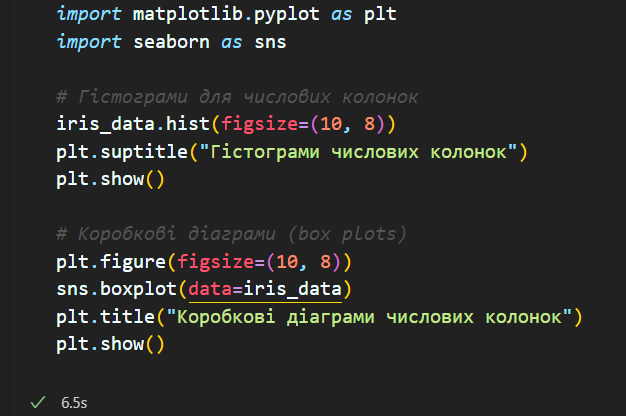 import matplotlib.pyplot as plt
import seaborn as sns
# Гістограми для числових колонок
iris_data.hist(figsize=(10, 8))
plt.suptitle("Гістограми числових колонок")
plt.show()
# Коробкові діаграми (box plots)
plt.figure(figsize=(10, 8))
sns.boxplot(data=iris_data)
plt.title("Коробкові діаграми числових колонок")
plt.show()
6.5s